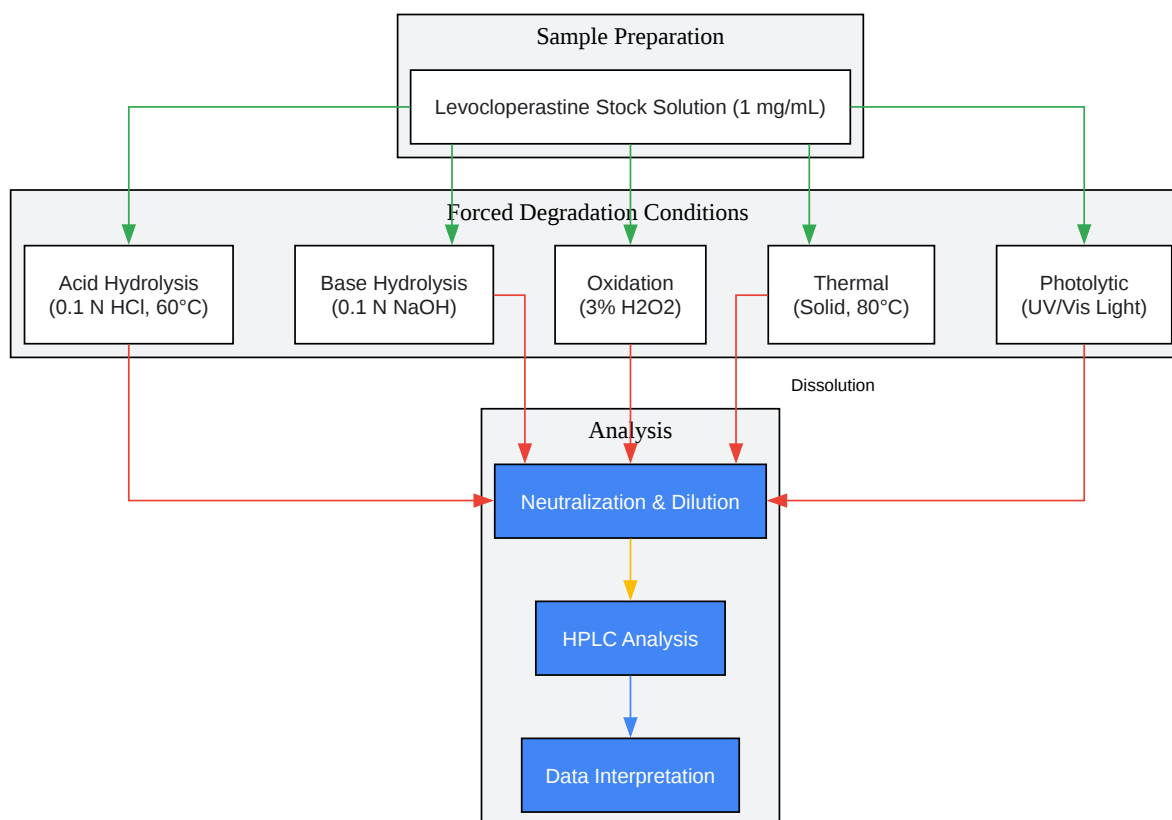 Sample Preparation
Levocloperastine Stock Solution (1 mg/mL)
Forced Degradation Conditions
Acid Hydrolysis
(0.1 N HCl, 60°C)
Base Hydrolysis
(0.1 N NaOH)
Oxidation
(3% H2O2)
Thermal
(Solid, 80°C)
Photolytic
(UV/Vis Light)
Dissolution
Analysis
Neutralization & Dilution
HPLC Analysis
Data Interpretation